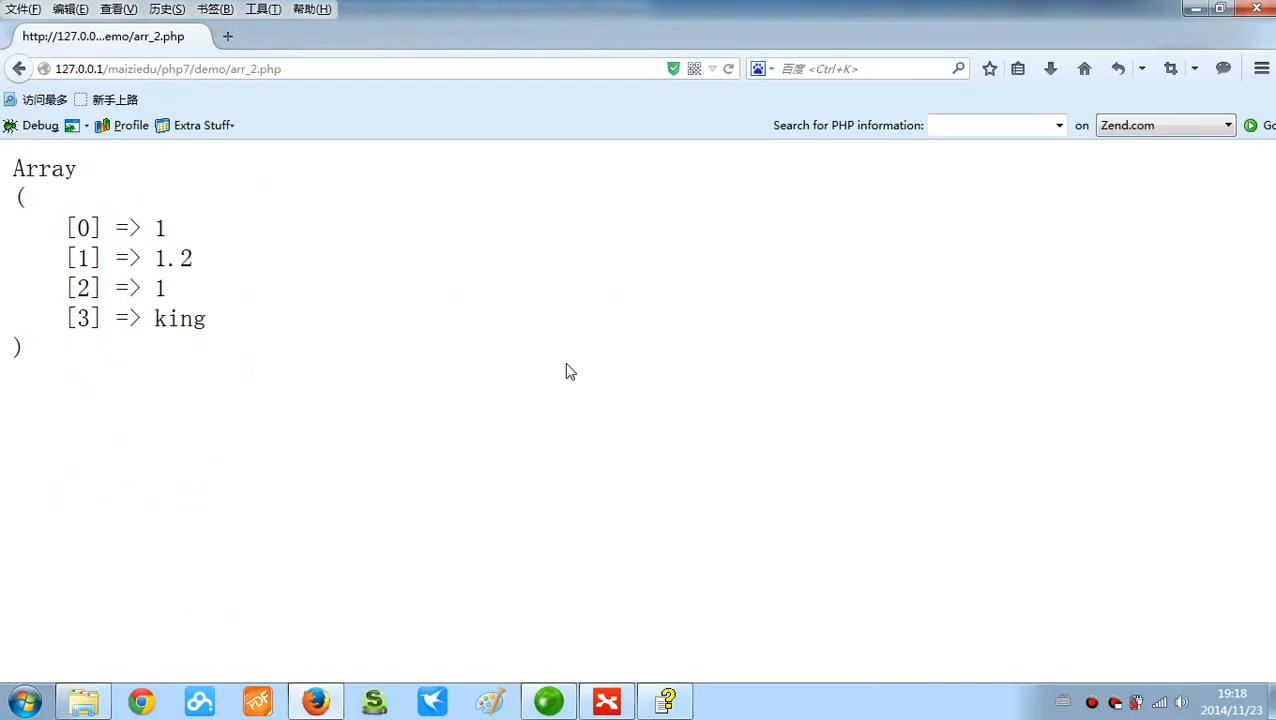 文件(F) 编辑(E) 查看(V) 历史(S) 书签(B) 工具(T) 帮助(H)
http://127.0.0...emo/arr_2.php
127.0.0.1/maiziedu/php7/demo/arr_2.php 百度 <Ctrl+K>
访问最多 新手上路
Debug Profile Extra Stuff Search for PHP information: on Zend.com Go
Array
(
[0] => 1
[1] => 1.2
[2] => 1
[3] => king
)
PDF S
19:18
2014/11/23